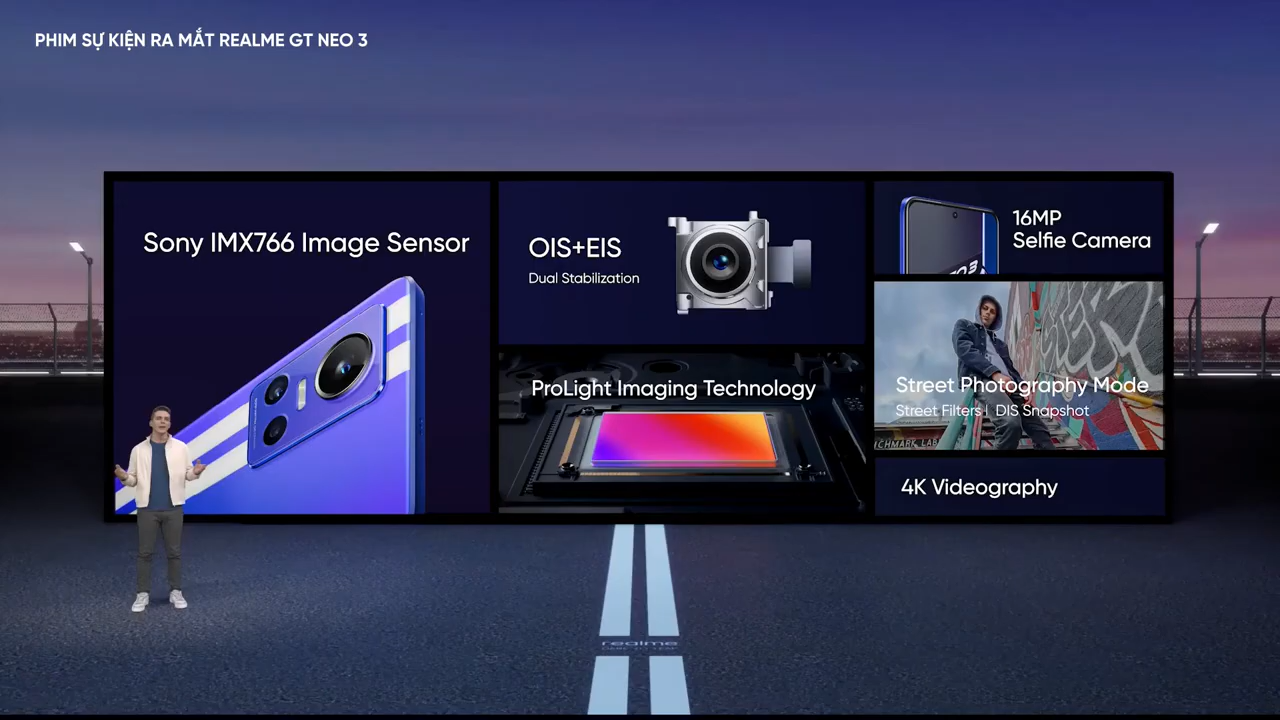 PHIM SỰ KIỆN RA MẮT REALME GT NEO 3
Sony IMX766 Image Sensor
OIS+EIS
Dual Stabilization
16MP
Selfie Camera
ProLight Imaging Technology
Street Photography Mode
Street Filters | DIS Snapshot
4K Videography
realme